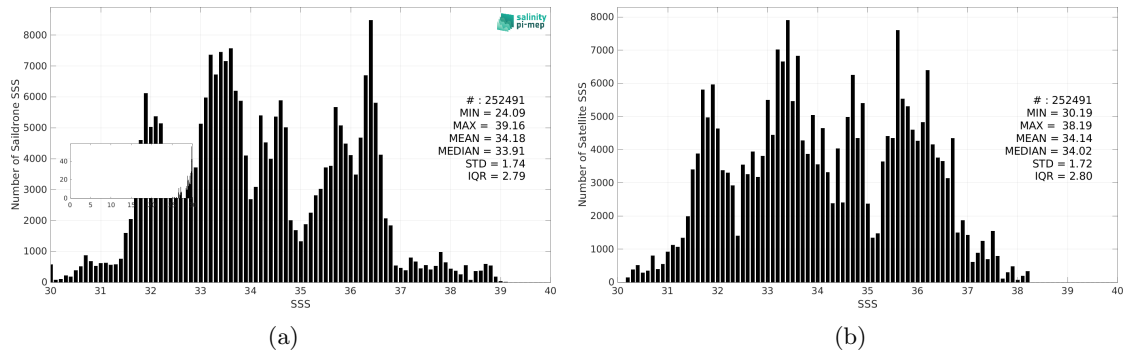 salinity
pi-mep
8000
7000
6000
5000
4000
3000
2000
1000
0
Number of Saildrone SSS
40
20
0
0 5 10 15
# : 252491
MIN = 24.09
MAX = 39.16
MEAN = 34.18
MEDIAN = 33.91
STD = 1.74
IQR = 2.79
30 31 32 33 34 35 36 37 38 39 40
SSS
(a)
8000
7000
6000
5000
4000
3000
2000
1000
0
Number of Satellite SSS
# : 252491
MIN = 30.19
MAX = 38.19
MEAN = 34.14
MEDIAN = 34.02
STD = 1.72
IQR = 2.80
30 31 32 33 34 35 36 37 38 39 40
SSS
(b)